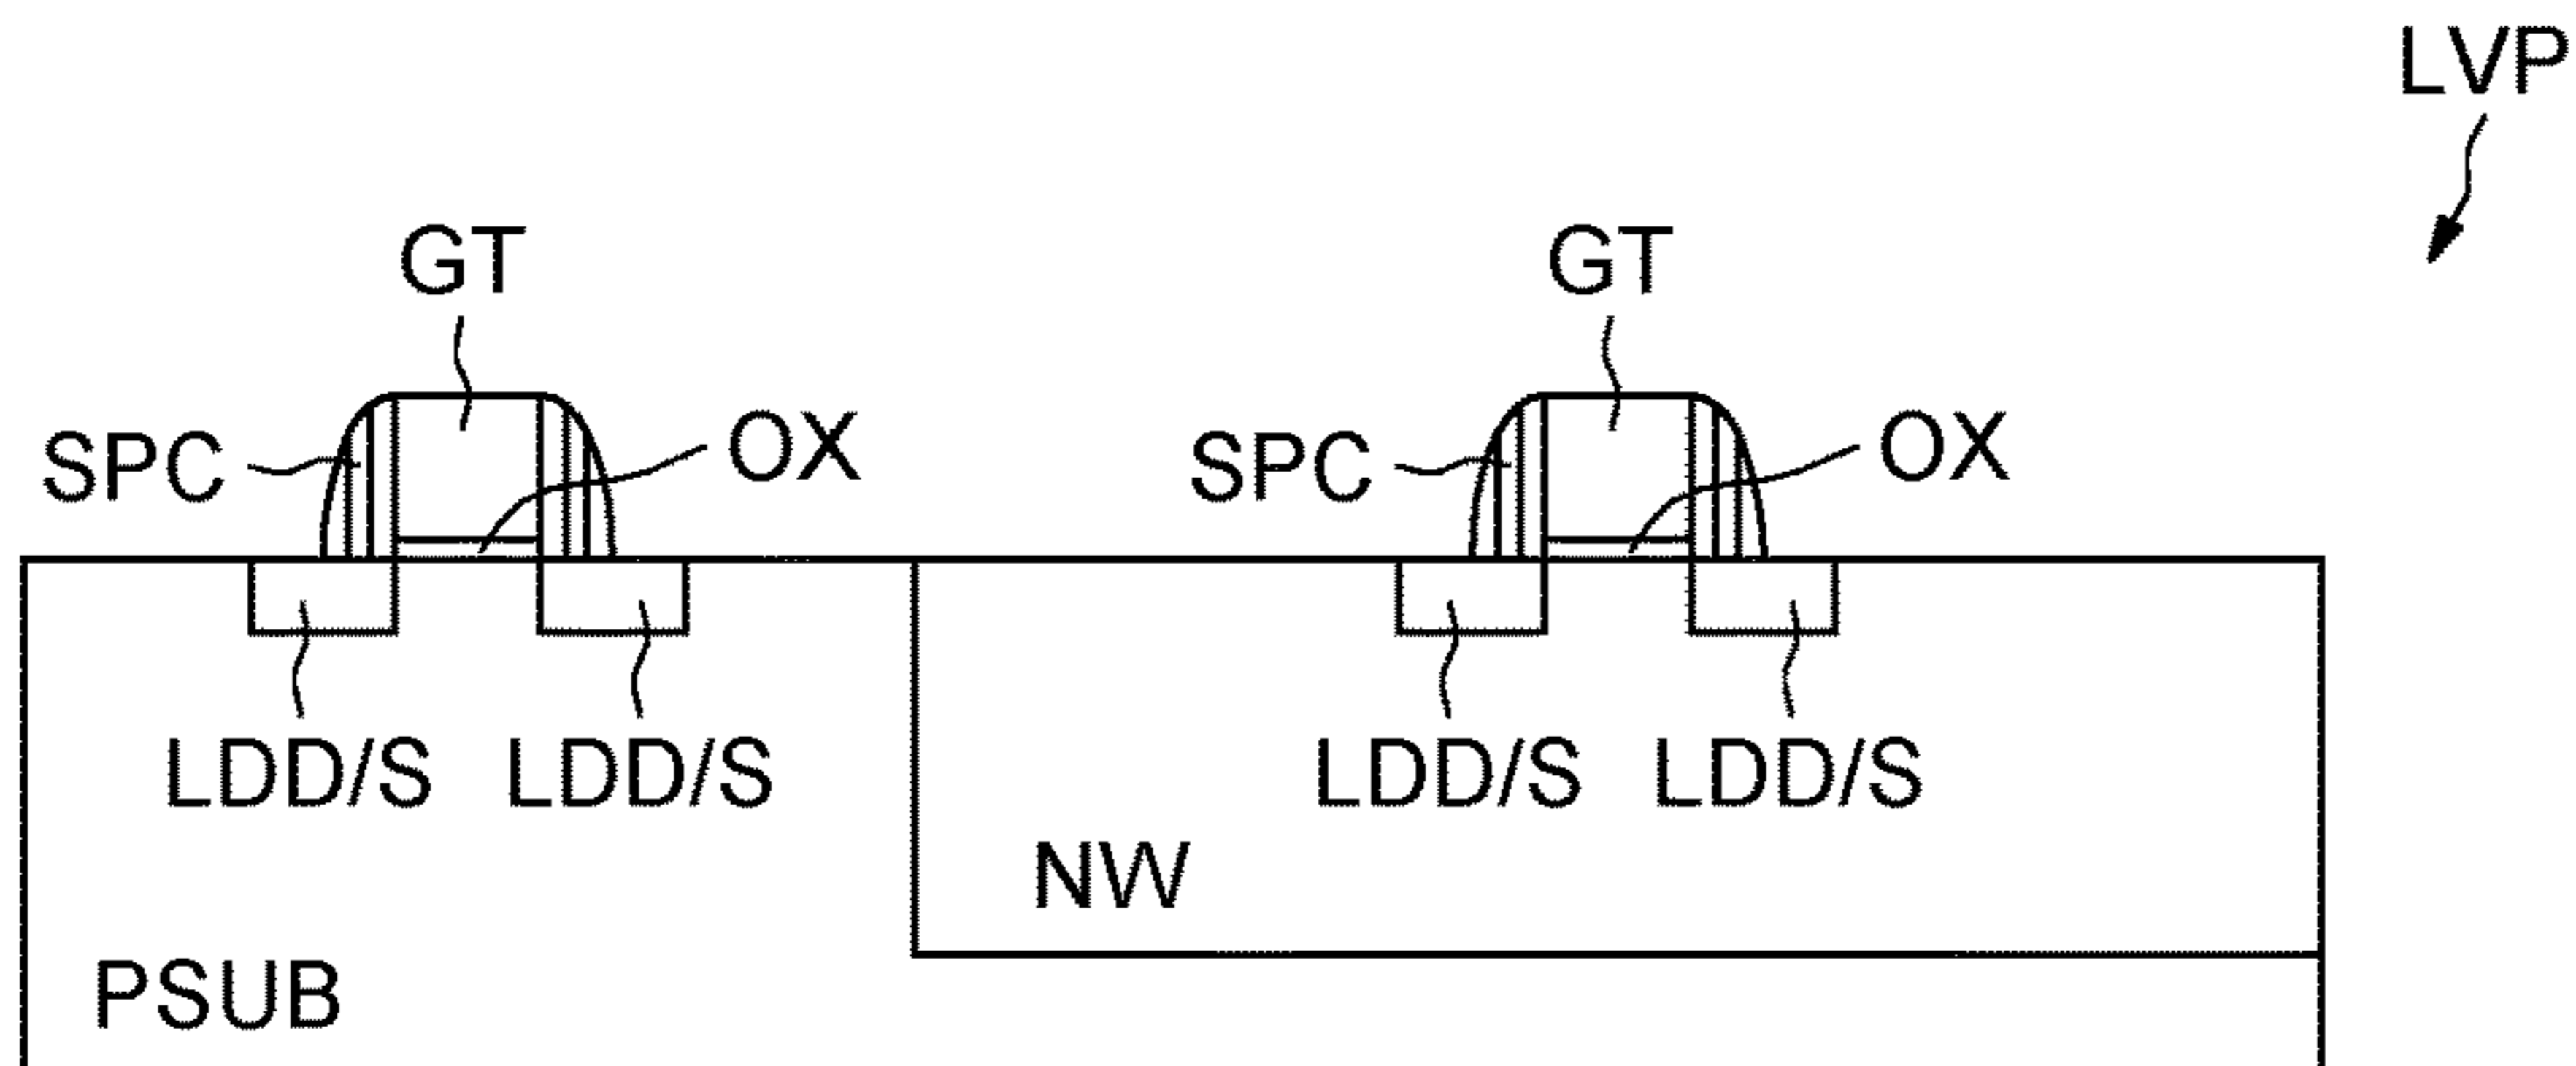 LVP
GT GT
SPC OX SPC OX
LDD/S LDD/S LDD/S LDD/S
NW
PSUB